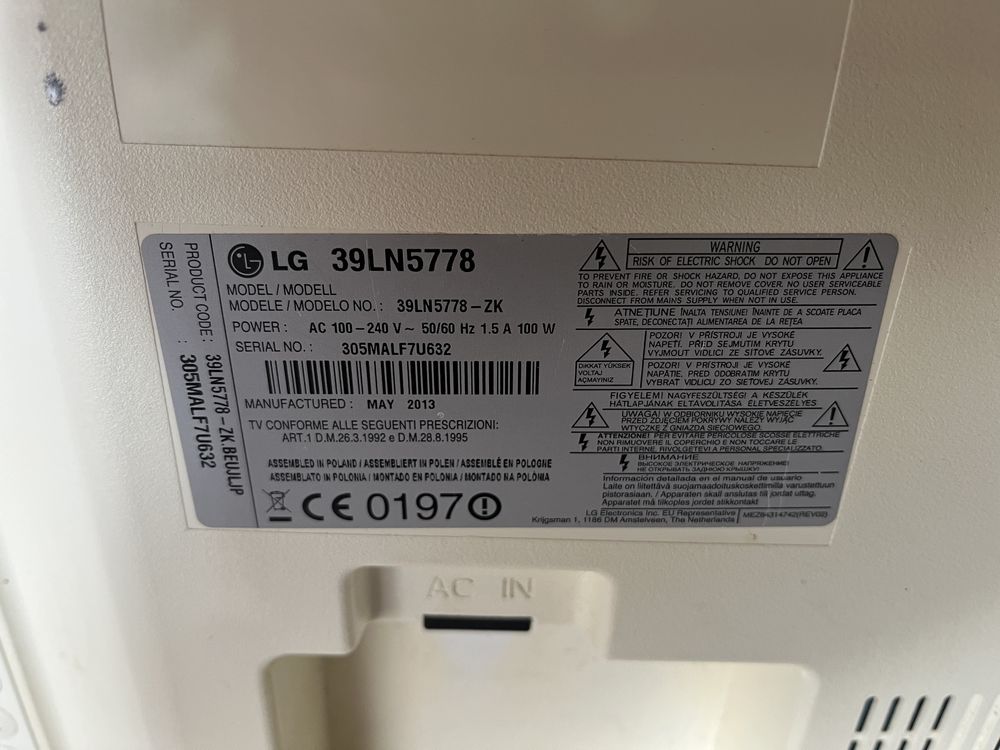 LG 39LN5778
MODEL / MODELL
MODELE / MODELO NO. : 39LN5778-ZK
POWER : AC 100-240 V~ 50/60 Hz 1.5 A 100 W
SERIAL NO. : 305MALF7U632
MANUFACTURED : MAY 2013
TV CONFORME ALLE SEGUENTI PRESCRIZIONI:
ART.1 D.M.26.3.1992 e D.M.28.8.1995
ASSEMBLED IN POLAND / ASSEMBLIERT IN POLEN / ASSEMBLÉ EN POLOGNE
ASSEMBLATO IN POLONIA / MONTADO EN POLONIA / MONTADO NA POLÓNIA
CE 0197
PRODUCT CODE : 39LN5778-ZK.BEUJLJP
SERIAL NO. : 305MALF7U632
WARNING
RISK OF ELECTRIC SHOCK DO NOT OPEN
TO PREVENT FIRE OR SHOCK HAZARD, DO NOT EXPOSE THIS APPLIANCE
TO RAIN OR MOISTURE. DO NOT REMOVE COVER. NO USER SERVICEABLE
PARTS INSIDE. REFER SERVICING TO QUALIFIED SERVICE PERSON.
DISCONNECT FROM MAINS SUPPLY WHEN NOT IN USE.
ATNEȚIUNE ÎNALTA TENSIUNE! ÎNAINTE DE A SCOATE PLACA
SPATE, DECONECTAȚI ALIMENTAREA DE LA REȚEA
DIKKAT YÜKSEK
VOLTAJ
AÇMAYINIZ
POZOR! V PŘÍSTROJI JE VYSOKÉ
NAPĚTÍ. PŘED SEJMUTIM KRYTU
VYJMOUT VIDLICI ZE SÍŤOVÉ ZÁSUVKY.
POZOR! V PRÍSTROJI JE VYSOKÉ
NAPÄTIE, PRED ODOBRATIM KRYTU
VYBRAŤ VIDLICU ZO SIEŤOVEJ ZÁSUVKY.
FIGYELEM! NAGYFESZÜLTSÉG! A KÉSZÜLÉK
HÁTLAPJÁNAK ELTÁVOLÍTÁSA ÉLETVESZÉLYES
UWAGA! W ODBIORNIKU WYSOKIE NAPIĘCIE
PRZED ZDJĘCIEM POKRYWY NALEŻY WYJĄĆ
WTYCZKĘ Z GNIAZDA SIECIOWEGO.
ATTENZIONE! PER EVITARE PERICOLOSE SCOSSE ELETTRICHE
NON RIMUOVERE IL COPERCHIO E NON TOCCARE LE
PARTI INTERNE. RIVOLGETEVI A PERSONAL SPECIALIZZATO.
ВНИМАНИЕ
ВЫСОКОЕ ЭЛЕКТРИЧЕСКОЕ НАПРЯЖЕНИЕ!
НЕ ОТКРЫВАТЬ ЗАДНЮЮ КРЫШКУ!
Información detallada en el manual de usuario
Laite on liitettävä suojamaadoituskoskettimilla varustettuun
pistorasiaan. / Apparaten skall anslutas till jordat uttag.
Apparatet må tilkoples jordet stikkontakt
LG Electronics Inc. EU Representative
Krijgsman 1, 1186 DM Amstelveen, The Netherlands
MEZ64314742(REV02)
AC IN